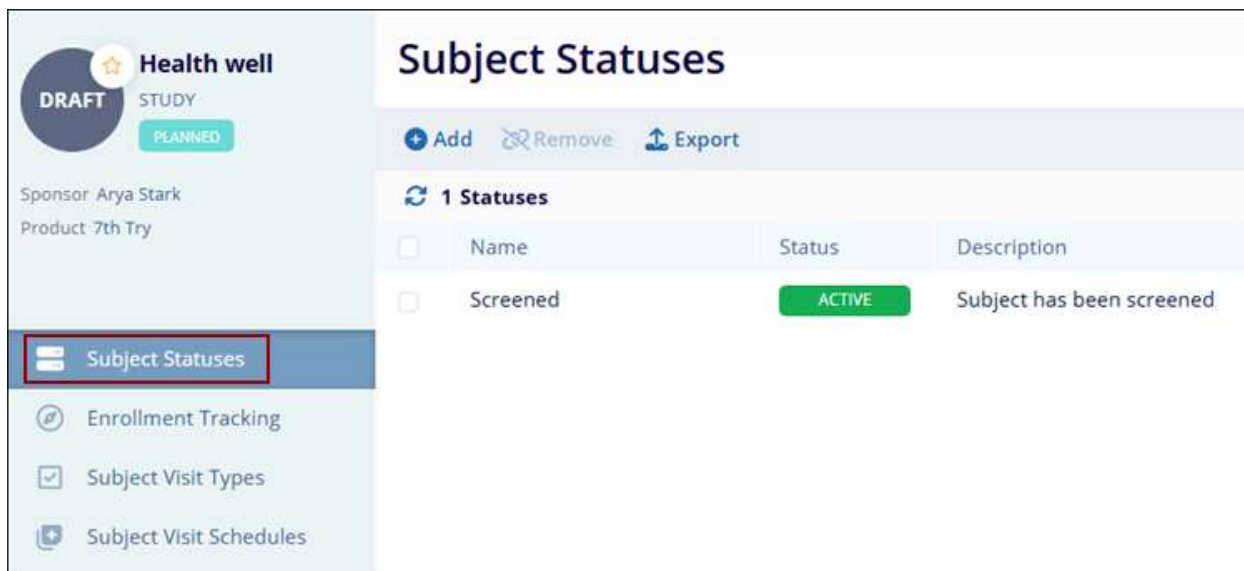 DRAFT
Health well
STUDY
PLANNED
Sponsor Arya Stark
Product 7th Try
Subject Statuses
Enrollment Tracking
Subject Visit Types
Subject Visit Schedules
Subject Statuses
Add Remove Export
1 Statuses
Name Status Description
Screened ACTIVE Subject has been screened